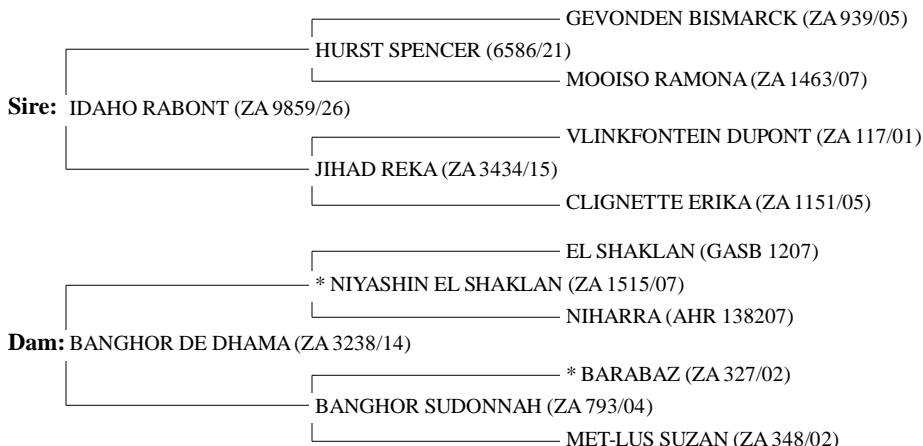 GEVONDEN BISMARCK (ZA 939/05)
HURST SPENCER (6586/21)
MOOISO RAMONA (ZA 1463/07)
Sire: IDAHO RABONT (ZA 9859/26)
VLINKFONTEIN DUPONT (ZA 117/01)
JIHAD REKA (ZA 3434/15)
CLIGNETTE ERIKA (ZA 1151/05)
EL SHAKLAN (GASB 1207)
* NIYASHIN EL SHAKLAN (ZA 1515/07)
NIHARRA (AHR 138207)
Dam: BANGHOR DE DHAMA (ZA 3238/14)
* BARABAZ (ZA 327/02)
BANGHOR SUDONNAH (ZA 793/04)
MET-LUS SUZAN (ZA 348/02)